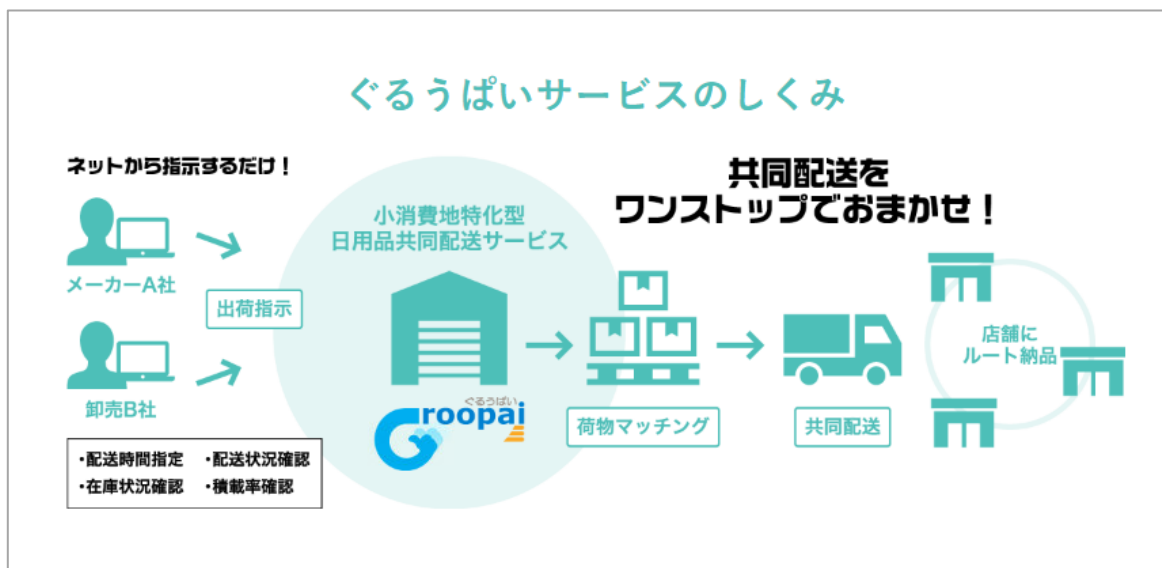 ぐるうぱいサービスのしくみ
ネットから指示するだけ！
メーカーA社
卸売B社
出荷指示
・配送時間指定 ・配送状況確認
・在庫状況確認 ・積載率確認
小消費地特化型
日用品共同配送サービス
ぐるうぱい
Groopai
共同配送を
ワンストップでおまかせ！
荷物マッチング
共同配送
店舗に
ルート納品